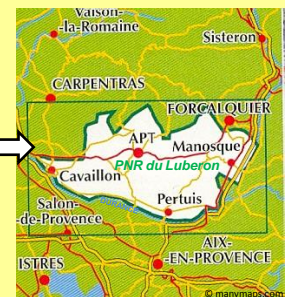 Vaison-
-la-Romaine
Sisteron
CARPENTRAS
FORCALQUIER
APT
Manosque
PNR du Luberon
Cavaillon
Pertuis
DURANCE
Salon-
de-Provence
AIX-
-EN-PROVENCE
ISTRES
© manymaps.com